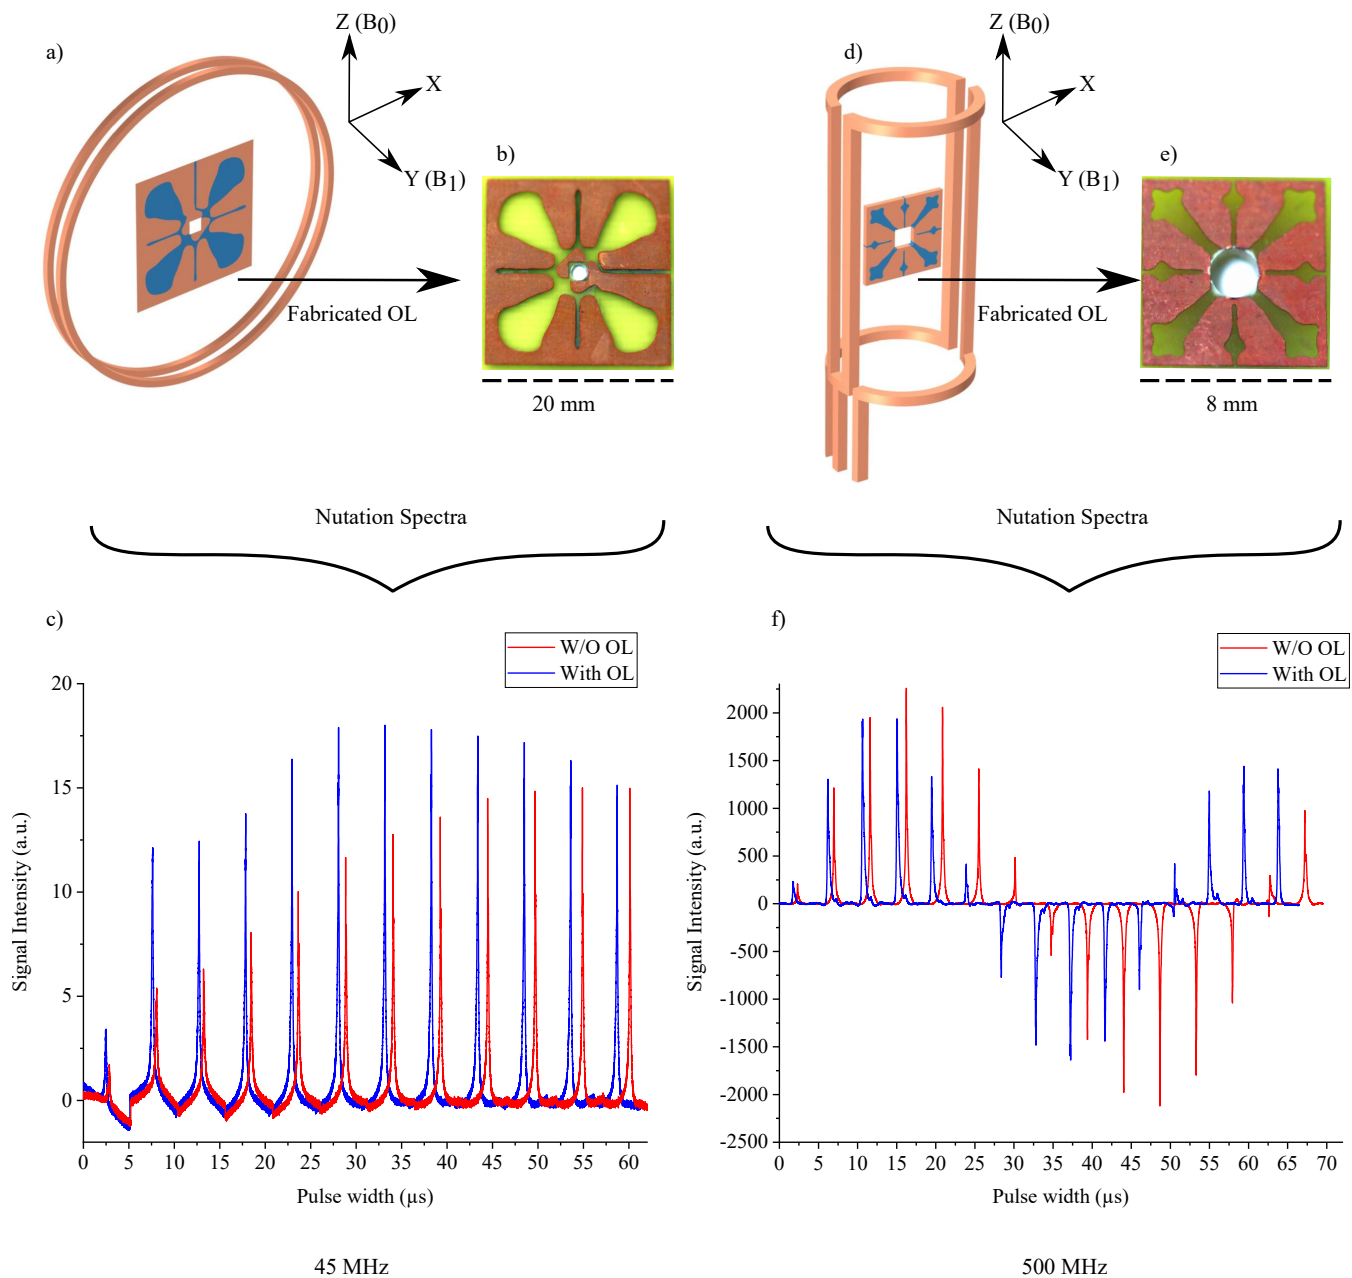 a)
Z (B0)
X
Y (B1)
b)
Fabricated OL
20 mm
d)
Z (B0)
X
Y (B1)
e)
Fabricated OL
8 mm
Nutation Spectra
Nutation Spectra
c)
W/O OL
With OL
20
15
10
5
0
Signal Intensity (a.u.)
0 5 10 15 20 25 30 35 40 45 50 55 60
Pulse width (µs)
45 MHz
f)
W/O OL
With OL
2000
1500
1000
500
0
-500
-1000
-1500
-2000
-2500
Signal Intensity (a.u.)
0 5 10 15 20 25 30 35 40 45 50 55 60 65 70
Pulse width (µs)
500 MHz